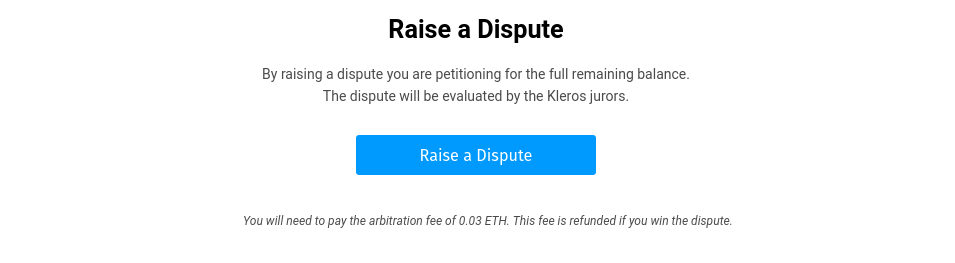 Raise a Dispute
By raising a dispute you are petitioning for the full remaining balance.
The dispute will be evaluated by the Kleros jurors.
Raise a Dispute
You will need to pay the arbitration fee of 0.03 ETH. This fee is refunded if you win the dispute.